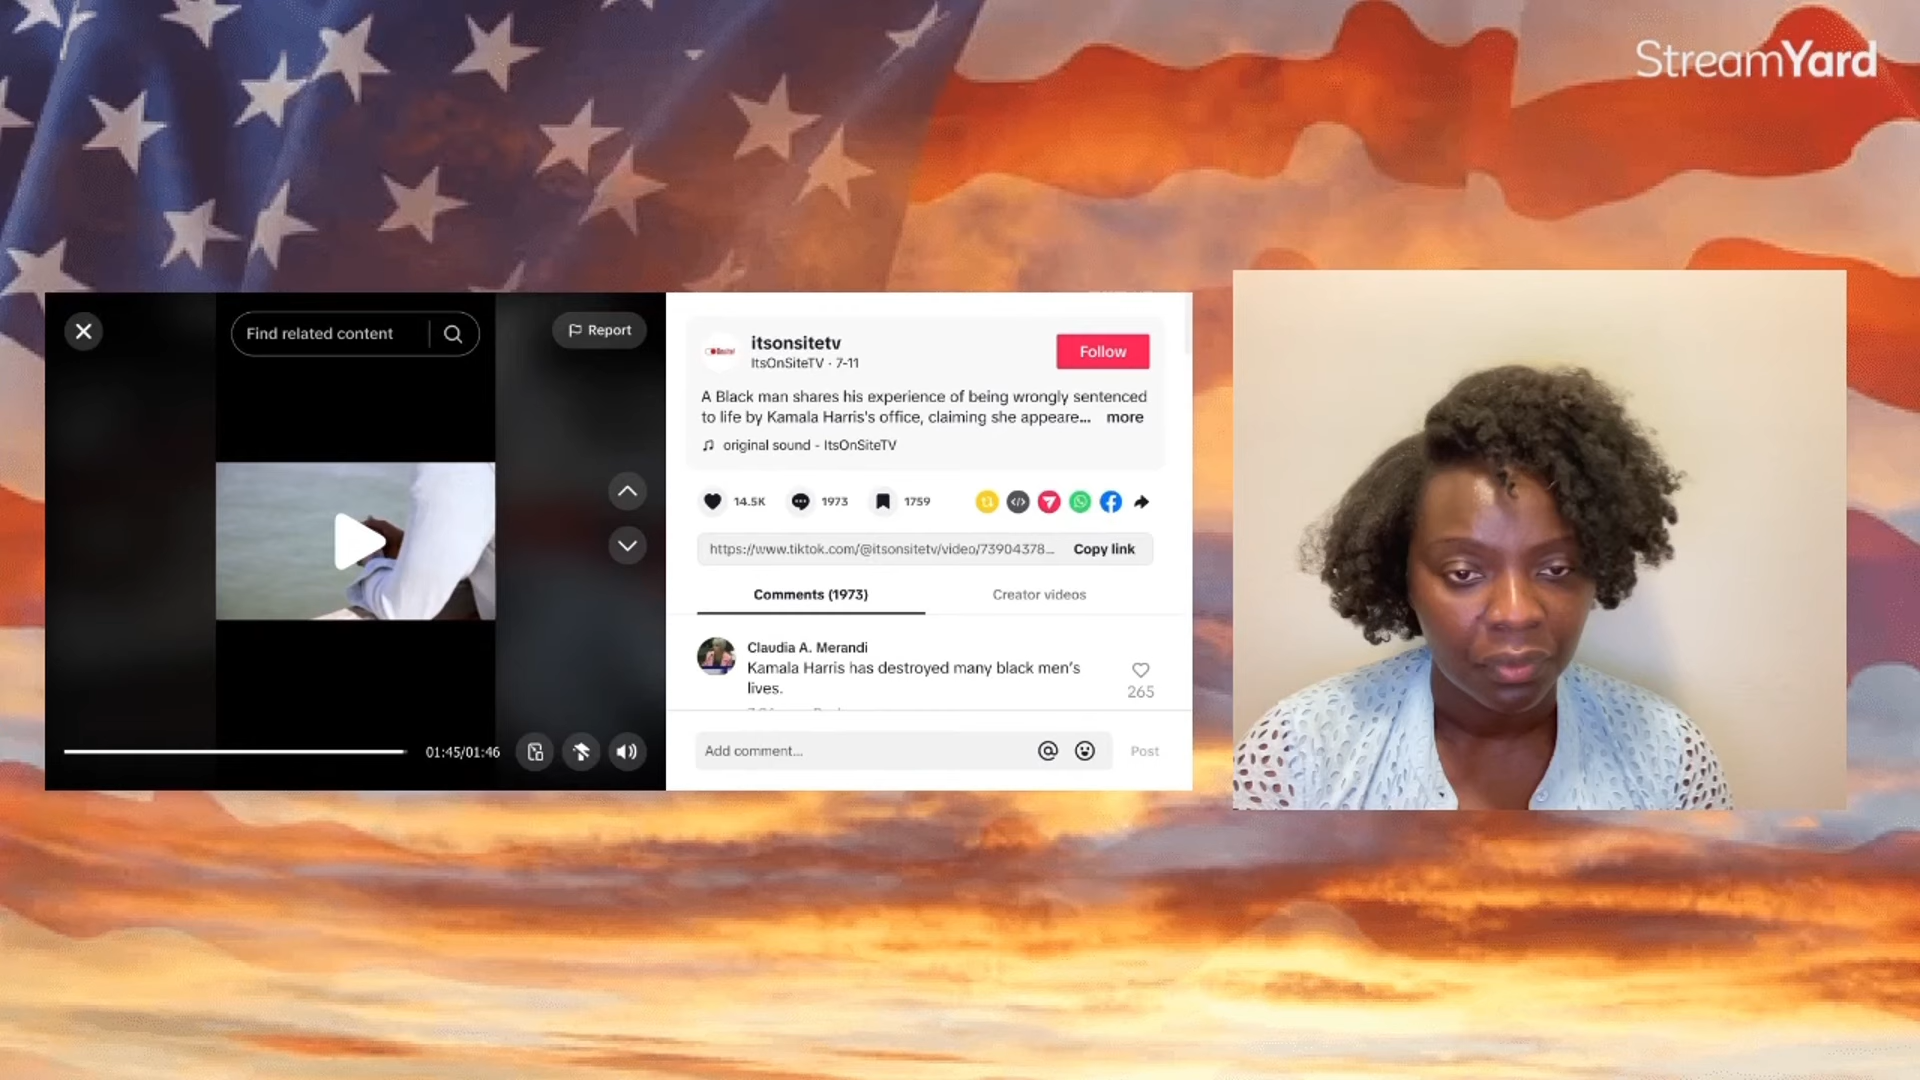 StreamYard
Find related content
Report
itsonsitetv
ItsOnSiteTV · 7-11
Follow
A Black man shares his experience of being wrongly sentenced
to life by Kamala Harris's office, claiming she appeare... more
original sound - ItsOnSiteTV
14.5K
1973
1759
https://www.tiktok.com/@itsonsitetv/video/73904378... Copy link
Comments (1973)
Creator videos
Claudia A. Merandi
Kamala Harris has destroyed many black men's
lives.
265
01:45/01:46
Add comment...
Post